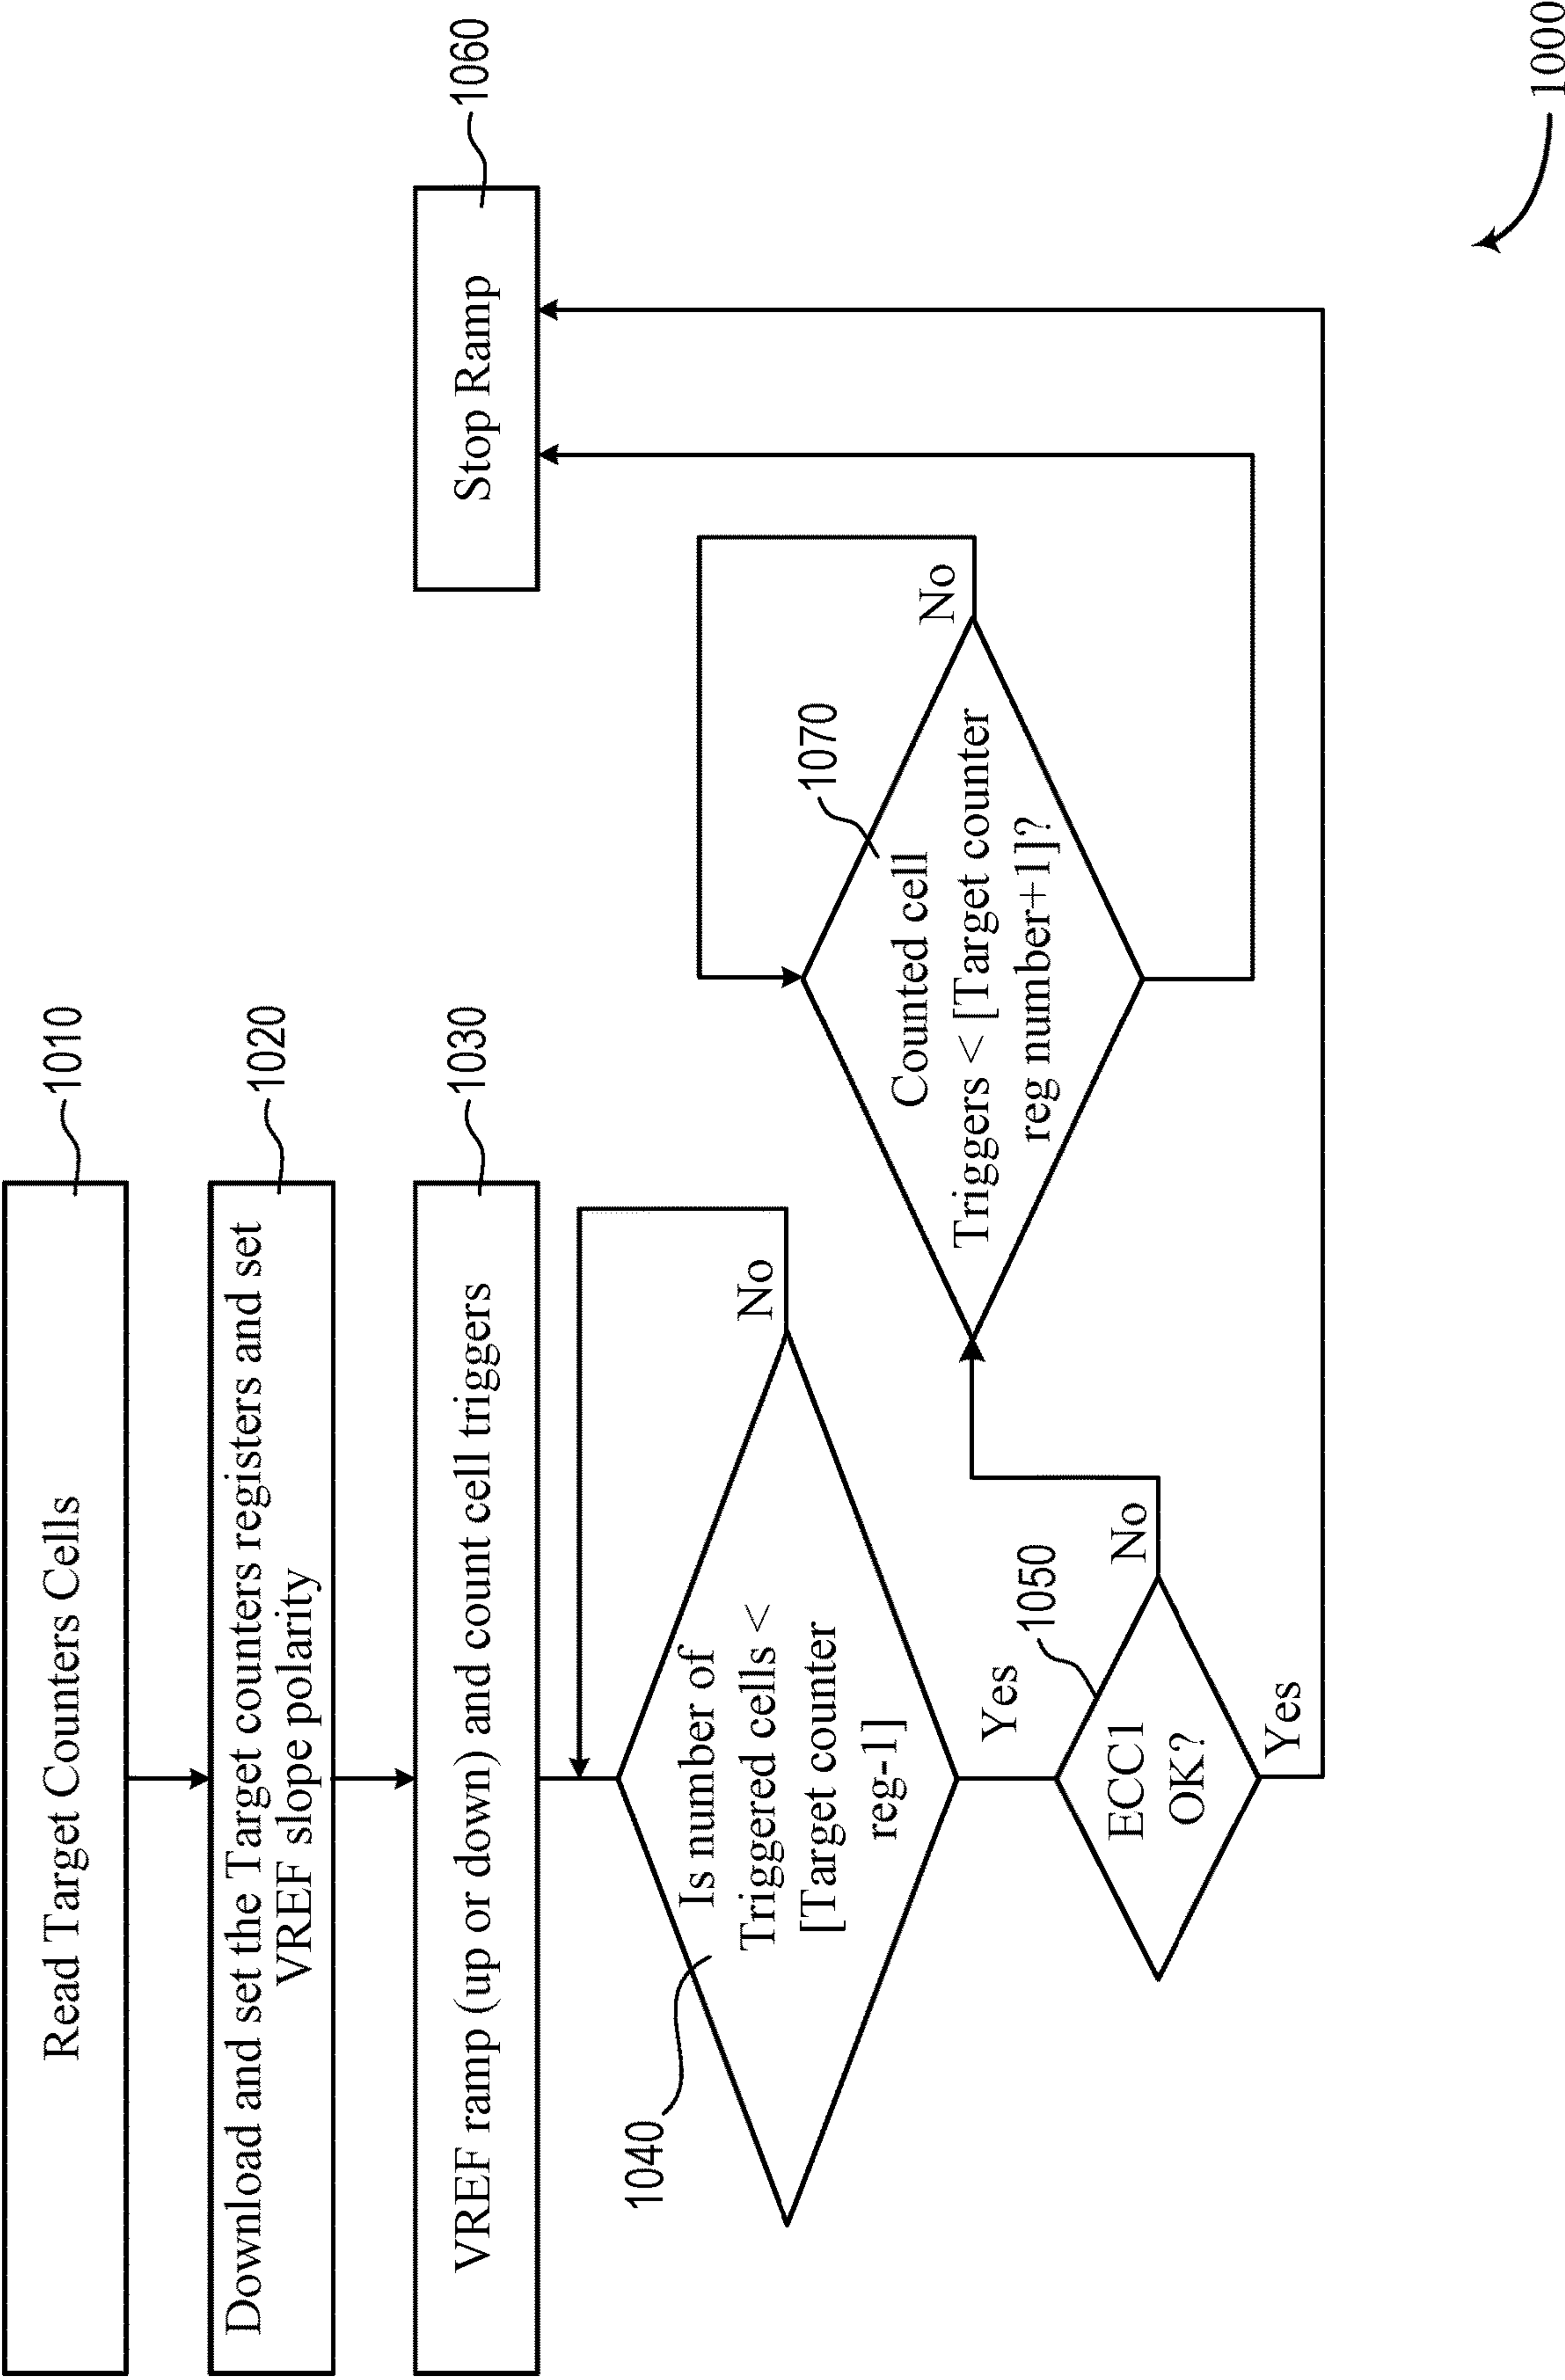 Read Target Counters Cells
1010
Download and set the Target counters registers and set
VREF slope polarity
1020
VREF ramp (up or down) and count cell triggers
1030
1040
Is number of
Triggered cells <
[Target counter
reg-1]
No
Yes
1050
ECC1
OK?
No
Yes
1070
Counted cell
Triggers < [Target counter
reg number+1]?
No
Stop Ramp
1060
1000